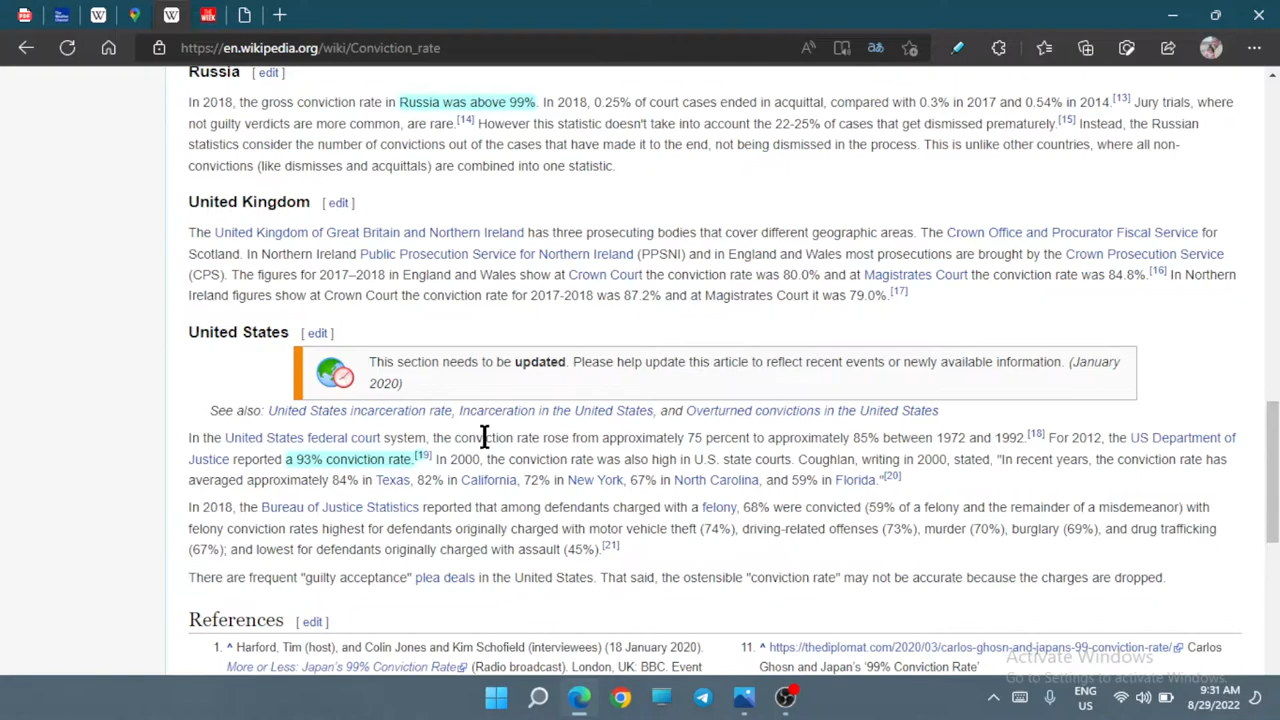 https://en.wikipedia.org/wiki/Conviction_rate
Russia [ edit ]
In 2018, the gross conviction rate in Russia was above 99%. In 2018, 0.25% of court cases ended in acquittal, compared with 0.3% in 2017 and 0.54% in 2014.[13] Jury trials, where
not guilty verdicts are more common, are rare.[14] However this statistic doesn't take into account the 22-25% of cases that get dismissed prematurely.[15] Instead, the Russian
statistics consider the number of convictions out of the cases that have made it to the end, not being dismissed in the process. This is unlike other countries, where all non-
convictions (like dismisses and acquittals) are combined into one statistic.
United Kingdom [ edit ]
The United Kingdom of Great Britain and Northern Ireland has three prosecuting bodies that cover different geographic areas. The Crown Office and Procurator Fiscal Service for
Scotland. In Northern Ireland Public Prosecution Service for Northern Ireland (PPSNI) and in England and Wales most prosecutions are brought by the Crown Prosecution Service
(CPS). The figures for 2017–2018 in England and Wales show at Crown Court the conviction rate was 80.0% and at Magistrates Court the conviction rate was 84.8%.[16] In Northern
Ireland figures show at Crown Court the conviction rate for 2017-2018 was 87.2% and at Magistrates Court it was 79.0%.[17]
United States [ edit ]
This section needs to be updated. Please help update this article to reflect recent events or newly available information. (January
2020)
See also: United States incarceration rate, Incarceration in the United States, and Overturned convictions in the United States
In the United States federal court system, the conviction rate rose from approximately 75 percent to approximately 85% between 1972 and 1992.[18] For 2012, the US Department of
Justice reported a 93% conviction rate.[19] In 2000, the conviction rate was also high in U.S. state courts. Coughlan, writing in 2000, stated, "In recent years, the conviction rate has
averaged approximately 84% in Texas, 82% in California, 72% in New York, 67% in North Carolina, and 59% in Florida."[20]
In 2018, the Bureau of Justice Statistics reported that among defendants charged with a felony, 68% were convicted (59% of a felony and the remainder of a misdemeanor) with
felony conviction rates highest for defendants originally charged with motor vehicle theft (74%), driving-related offenses (73%), murder (70%), burglary (69%), and drug trafficking
(67%); and lowest for defendants originally charged with assault (45%).[21]
There are frequent "guilty acceptance" plea deals in the United States. That said, the ostensible "conviction rate" may not be accurate because the charges are dropped.
References [ edit ]
1. ^ Harford, Tim (host), and Colin Jones and Kim Schofield (interviewees) (18 January 2020).
More or Less: Japan's 99% Conviction Rate (Radio broadcast). London, UK: BBC. Event
11. ^ https://thediplomat.com/2020/03/carlos-ghosn-and-japans-99-conviction-rate/ Carlos
Ghosn and Japan's '99% Conviction Rate'
Activate Windows
Go to Settings to activate Windows.
ENG
US
9:31 AM
8/29/2022